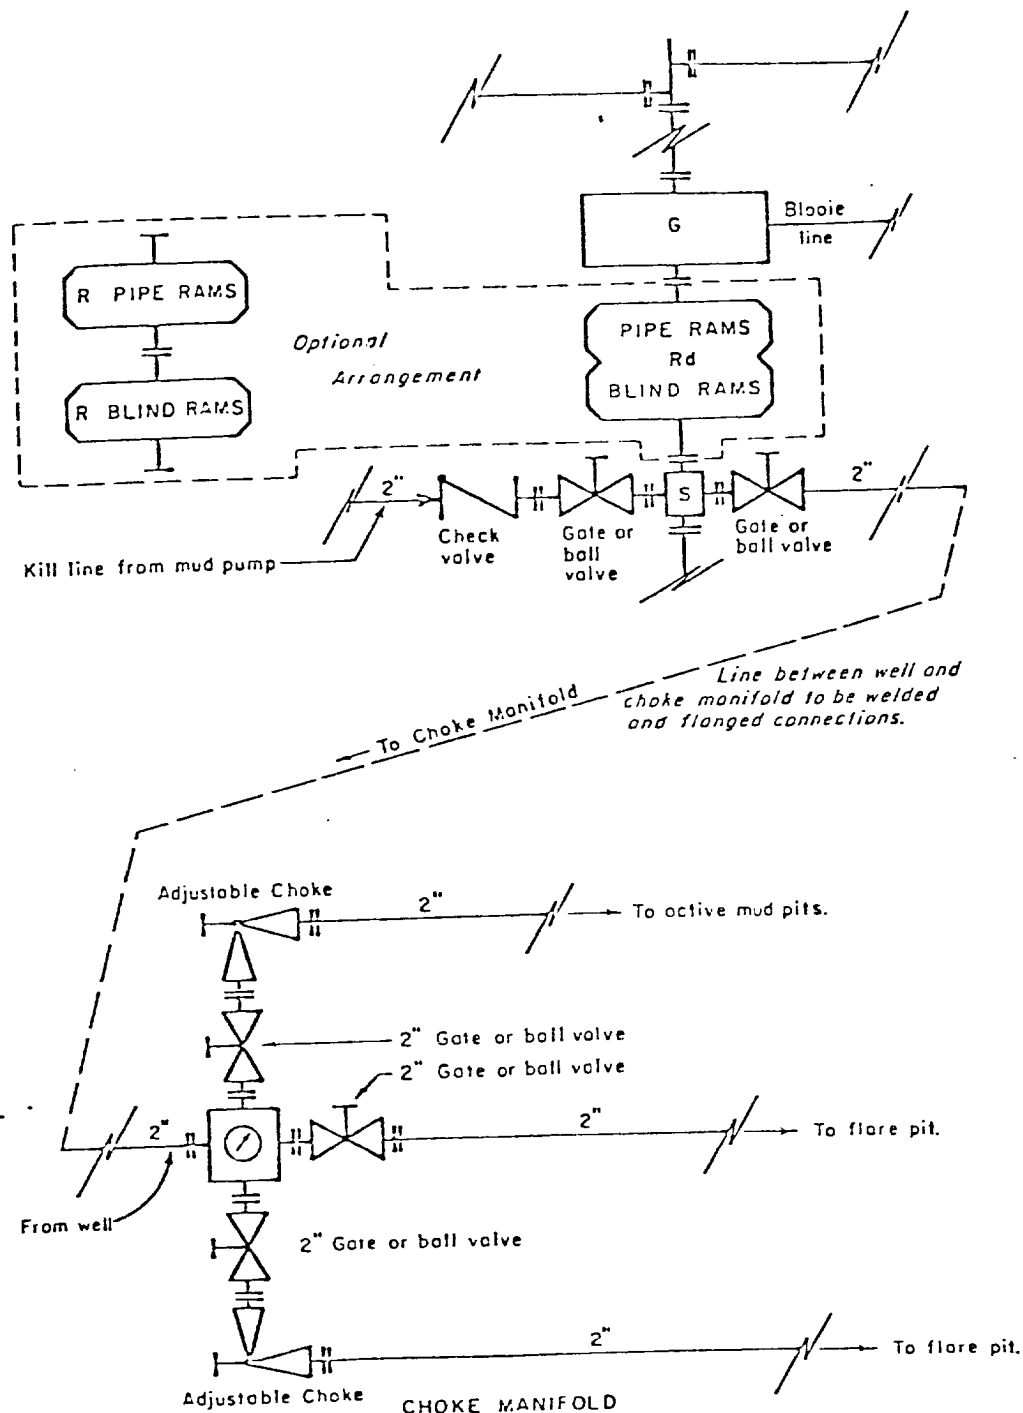 G
Blooie
line
R PIPE RAMS
R BLIND RAMS
Optional
Arrangement
PIPE RAMS
Rd
BLIND RAMS
2"
S
2"
Check
valve
Gate or
ball
valve
Gate or
ball valve
Kill line from mud pump
Line between well and
choke manifold to be welded
and flanged connections.
To Choke Manifold
Adjustable Choke
2"
To active mud pits.
2" Gate or ball valve
2" Gate or ball valve
2"
2"
To flare pit.
From well
2" Gate or ball valve
2"
To flare pit.
Adjustable Choke
CHOKE MANIFOLD